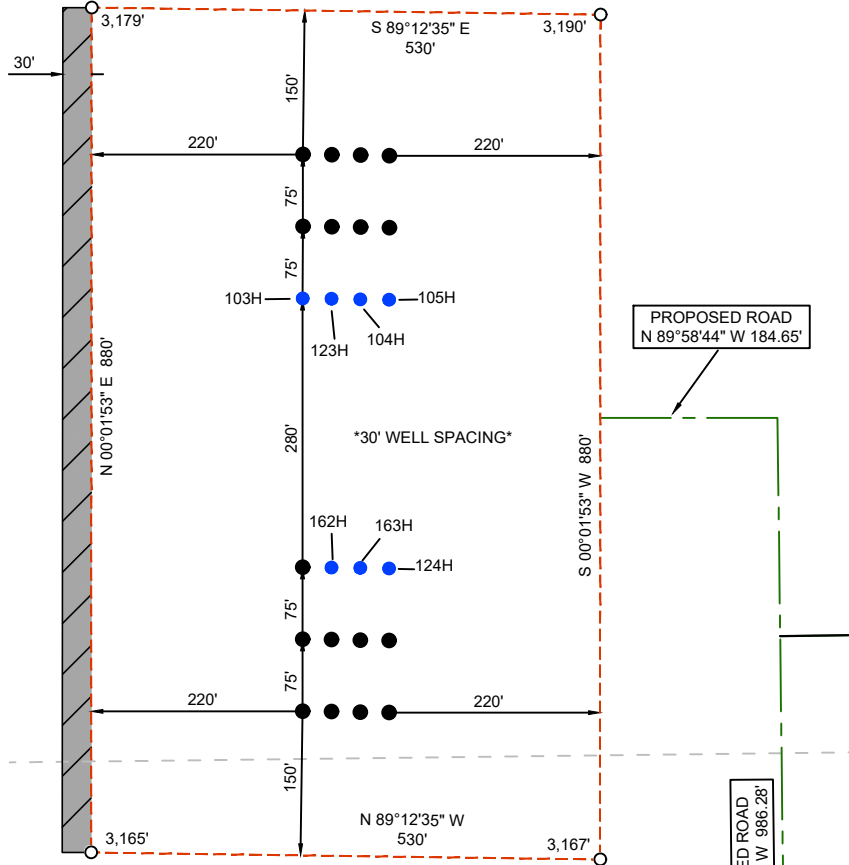 3,179'
S 89°12'35" E
530'
3,190'
30'
150'
220'
220'
75'
75'
103H
123H
104H
105H
PROPOSED ROAD
N 89°58'44" W 184.65'
N 00°01'53" E 880'
280'
*30' WELL SPACING*
S 00°01'53" W 880'
162H
163H
124H
75'
75'
220'
220'
150'
N 89°12'35" W
530'
3,165'
3,167'
ED ROAD
W 986.28'